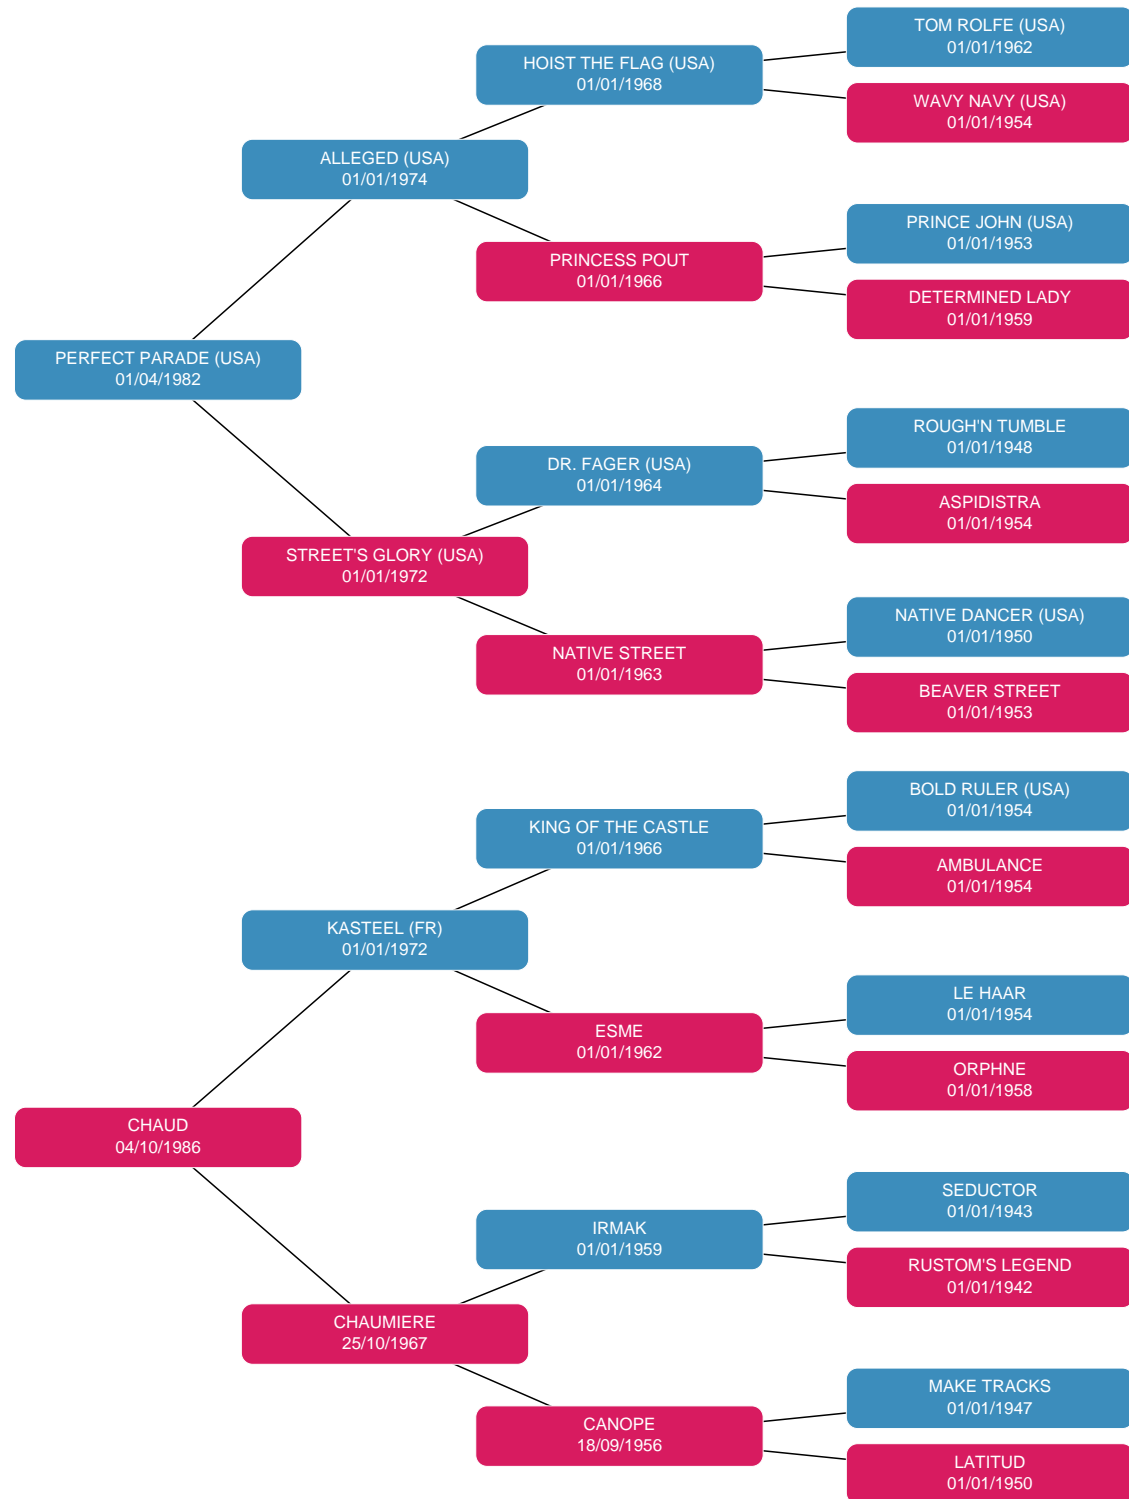 TOM ROLFE (USA)
01/01/1962
HOIST THE FLAG (USA)
01/01/1968
WAVY NAVY (USA)
01/01/1954
ALLEGED (USA)
01/01/1974
PRINCE JOHN (USA)
01/01/1953
PRINCESS POUT
01/01/1966
DETERMINED LADY
01/01/1959
PERFECT PARADE (USA)
01/04/1982
ROUGH'N TUMBLE
01/01/1948
DR. FAGER (USA)
01/01/1964
ASPIDISTRA
01/01/1954
STREET'S GLORY (USA)
01/01/1972
NATIVE DANCER (USA)
01/01/1950
NATIVE STREET
01/01/1963
BEAVER STREET
01/01/1953
BOLD RULER (USA)
01/01/1954
KING OF THE CASTLE
01/01/1966
AMBULANCE
01/01/1954
KASTEEL (FR)
01/01/1972
LE HAAR
01/01/1954
ESME
01/01/1962
ORPHNE
01/01/1958
CHAUD
04/10/1986
SEDUCTOR
01/01/1943
IRMAK
01/01/1959
RUSTOM'S LEGEND
01/01/1942
CHAUMIERE
25/10/1967
MAKE TRACKS
01/01/1947
CANOPE
18/09/1956
LATITUD
01/01/1950